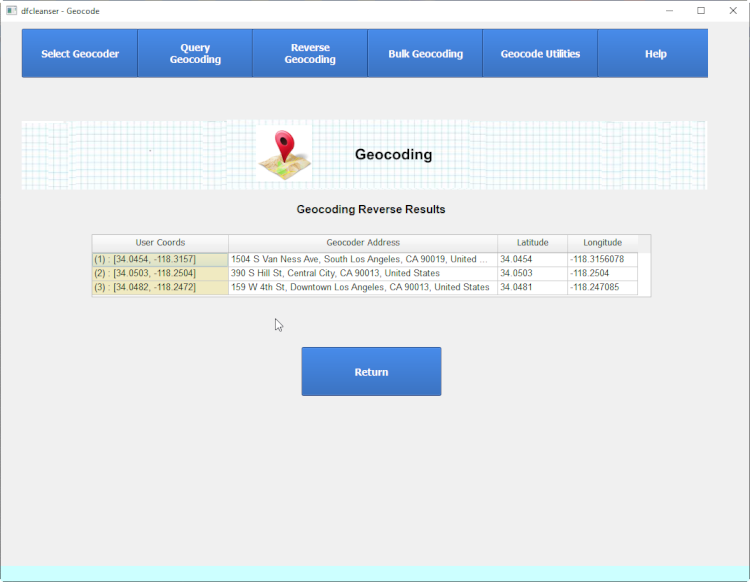 dfcleanser - Geocode
Select Geocoder
Query
Geocoding
Reverse
Geocoding
Bulk Geocoding
Geocode Utilities
Help
Geocoding
Geocoding Reverse Results
User Coords Geocoder Address Latitude Longitude
(1) : [34.0454, -118.3157] 1504 S Van Ness Ave, South Los Angeles, CA 90019, United ... 34.0454 -118.3156078
(2) : [34.0503, -118.2504] 390 S Hill St, Central City, CA 90013, United States 34.0503 -118.2504
(3) : [34.0482, -118.2472] 159 W 4th St, Downtown Los Angeles, CA 90013, United States 34.0481 -118.247085
Return